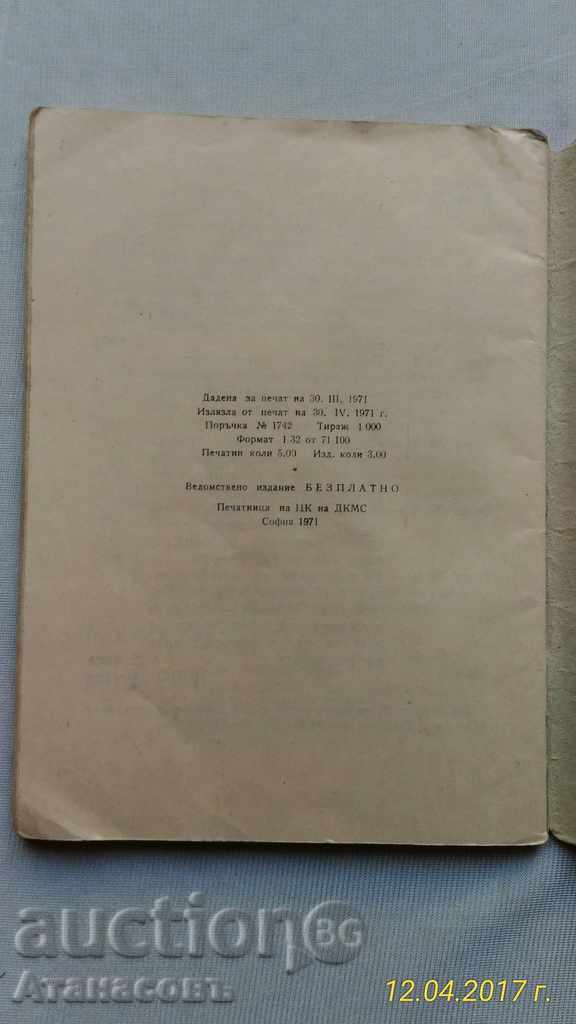 Дадена за печат на 30. III. 1971
Излязла от печат на 30. IV. 1971 г.
Поръчка № 1742 Тираж 1 000
Формат 1 32 от 71 100
Печатни коли 5.00 Изд. коли 3.00
*
Ведомствено издание БЕЗПЛАТНО
Печатница на ЦК на ДКМС
София 1971
auction BG
Атанасовъ
12.04.2017 г.